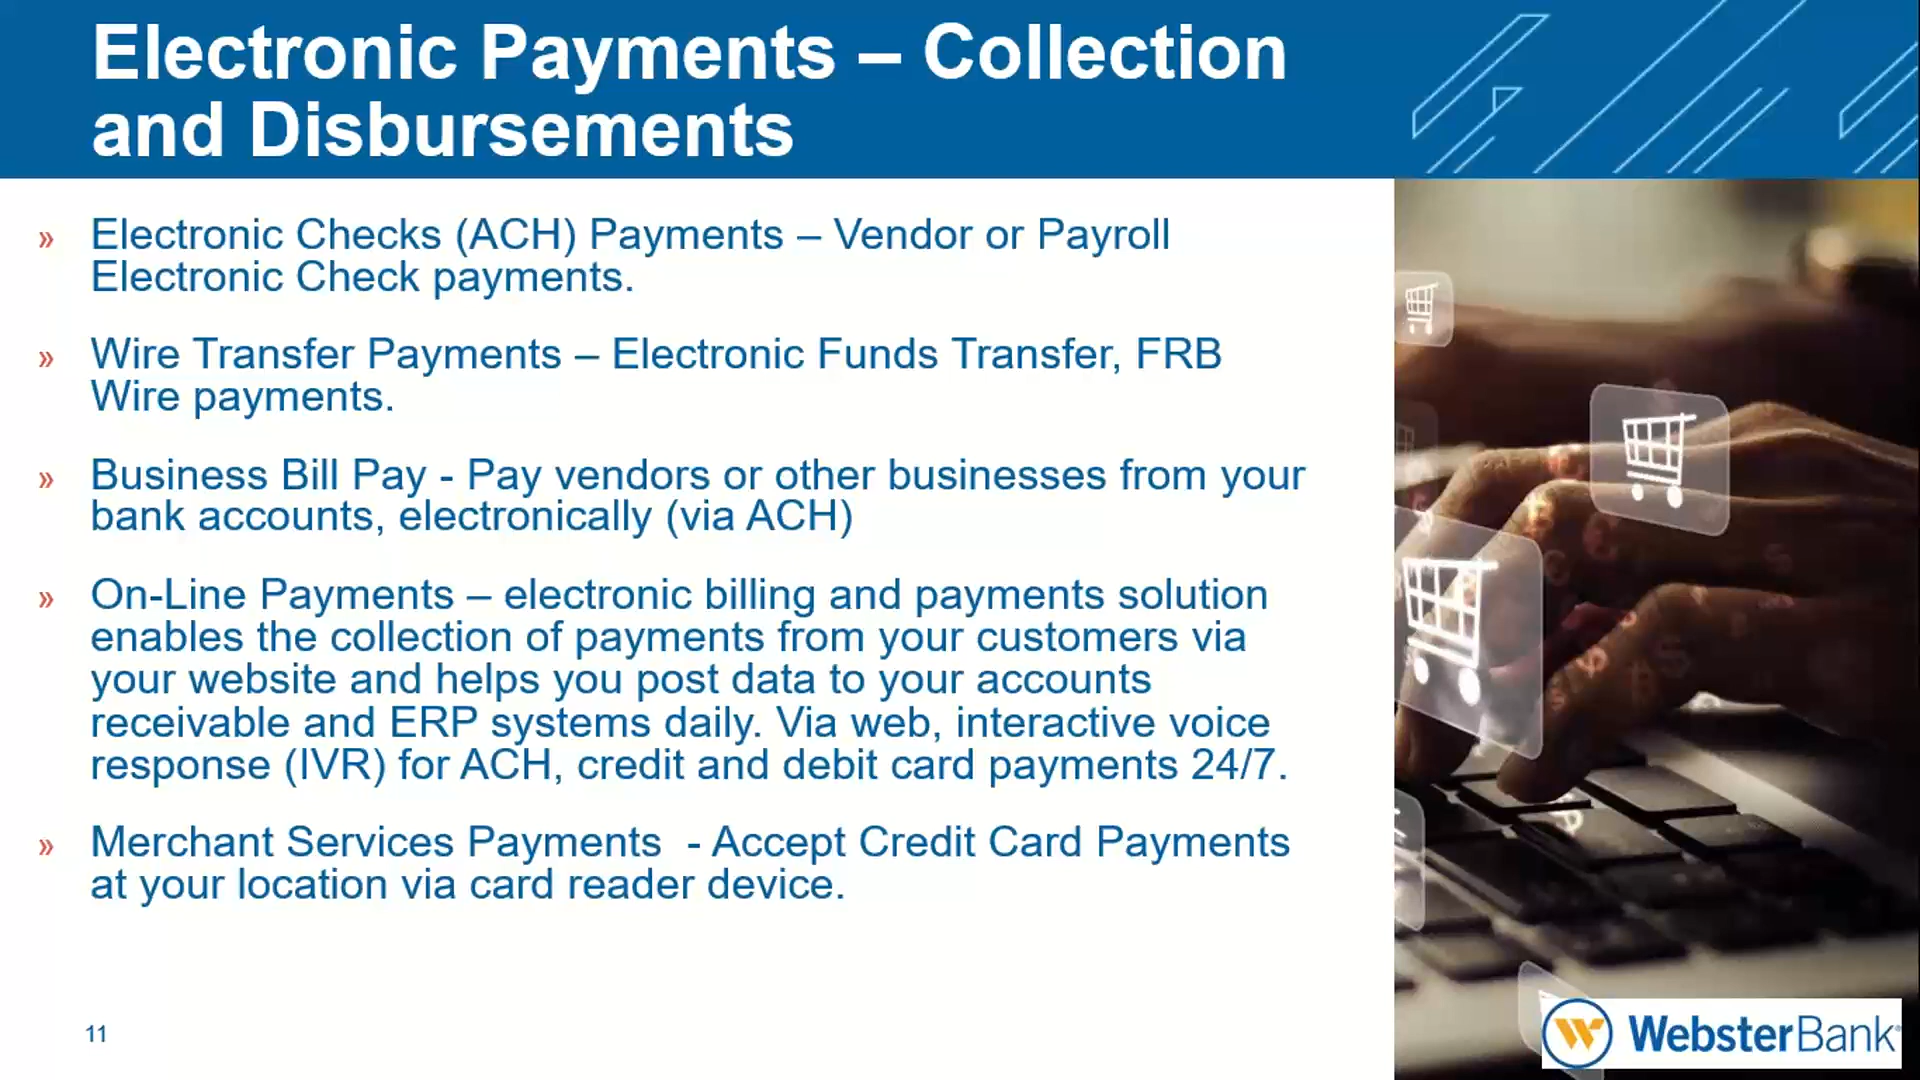 Electronic Payments – Collection
and Disbursements
» Electronic Checks (ACH) Payments – Vendor or Payroll
Electronic Check payments.
» Wire Transfer Payments – Electronic Funds Transfer, FRB
Wire payments.
» Business Bill Pay - Pay vendors or other businesses from your
bank accounts, electronically (via ACH)
» On-Line Payments – electronic billing and payments solution
enables the collection of payments from your customers via
your website and helps you post data to your accounts
receivable and ERP systems daily. Via web, interactive voice
response (IVR) for ACH, credit and debit card payments 24/7.
» Merchant Services Payments  - Accept Credit Card Payments
at your location via card reader device.
11
WebsterBank